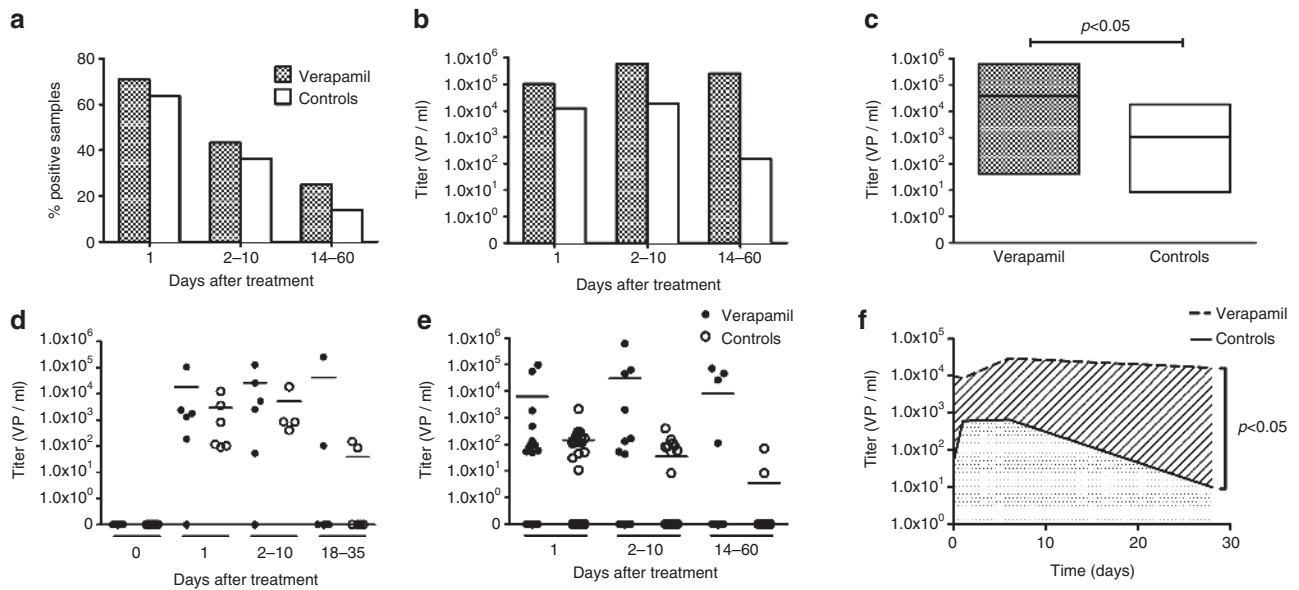 a
% positive samples
80
60
40
20
0
Verapamil
Controls
1
2–10
14–60
Days after treatment
b
Titer (VP / ml)
1.0x10⁶
1.0x10⁵
1.0x10⁴
1.0x10³
1.0x10²
1.0x10¹
1.0x10⁰
0
1
2–10
14–60
Days after treatment
c
p<0.05
Titer (VP / ml)
1.0x10⁶
1.0x10⁵
1.0x10⁴
1.0x10³
1.0x10²
1.0x10¹
1.0x10⁰
0
Verapamil
Controls
d
Titer (VP / ml)
1.0x10⁶
1.0x10⁵
1.0x10⁴
1.0x10³
1.0x10²
1.0x10¹
1.0x10⁰
0
0
1
2–10
18–35
Days after treatment
e
Verapamil
Controls
Titer (VP / ml)
1.0x10⁶
1.0x10⁵
1.0x10⁴
1.0x10³
1.0x10²
1.0x10¹
1.0x10⁰
0
1
2–10
14–60
Days after treatment
f
Verapamil
Controls
Titer (VP / ml)
1.0x10⁵
1.0x10⁴
1.0x10³
1.0x10²
1.0x10¹
1.0x10⁰
0
10
20
30
Time (days)
p<0.05